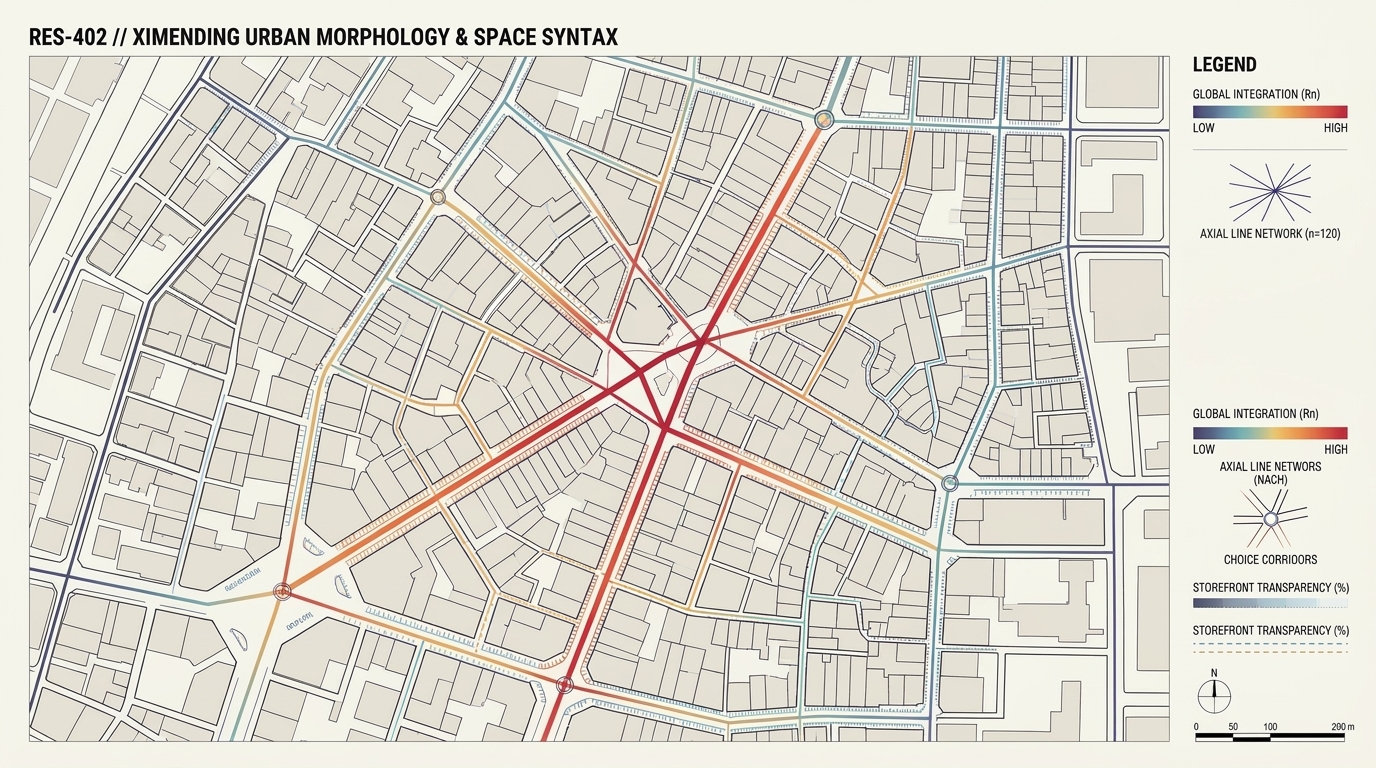 RES-402 // XIMENDING URBAN MORPHOLOGY & SPACE SYNTAX
LEGEND
GLOBAL INTEGRATION (Rn)
LOW HIGH
AXIAL LINE NETWORK (n=120)
GLOBAL INTEGRATION (Rn)
LOW HIGH
AXIAL LINE NETWORS
(NACH)
CHOICE CORRIOORS
STOREFRONT TRANSPARENCY (%)
STOREFRONT TRANSPARENCY (%)
N
0 50 100 200 m